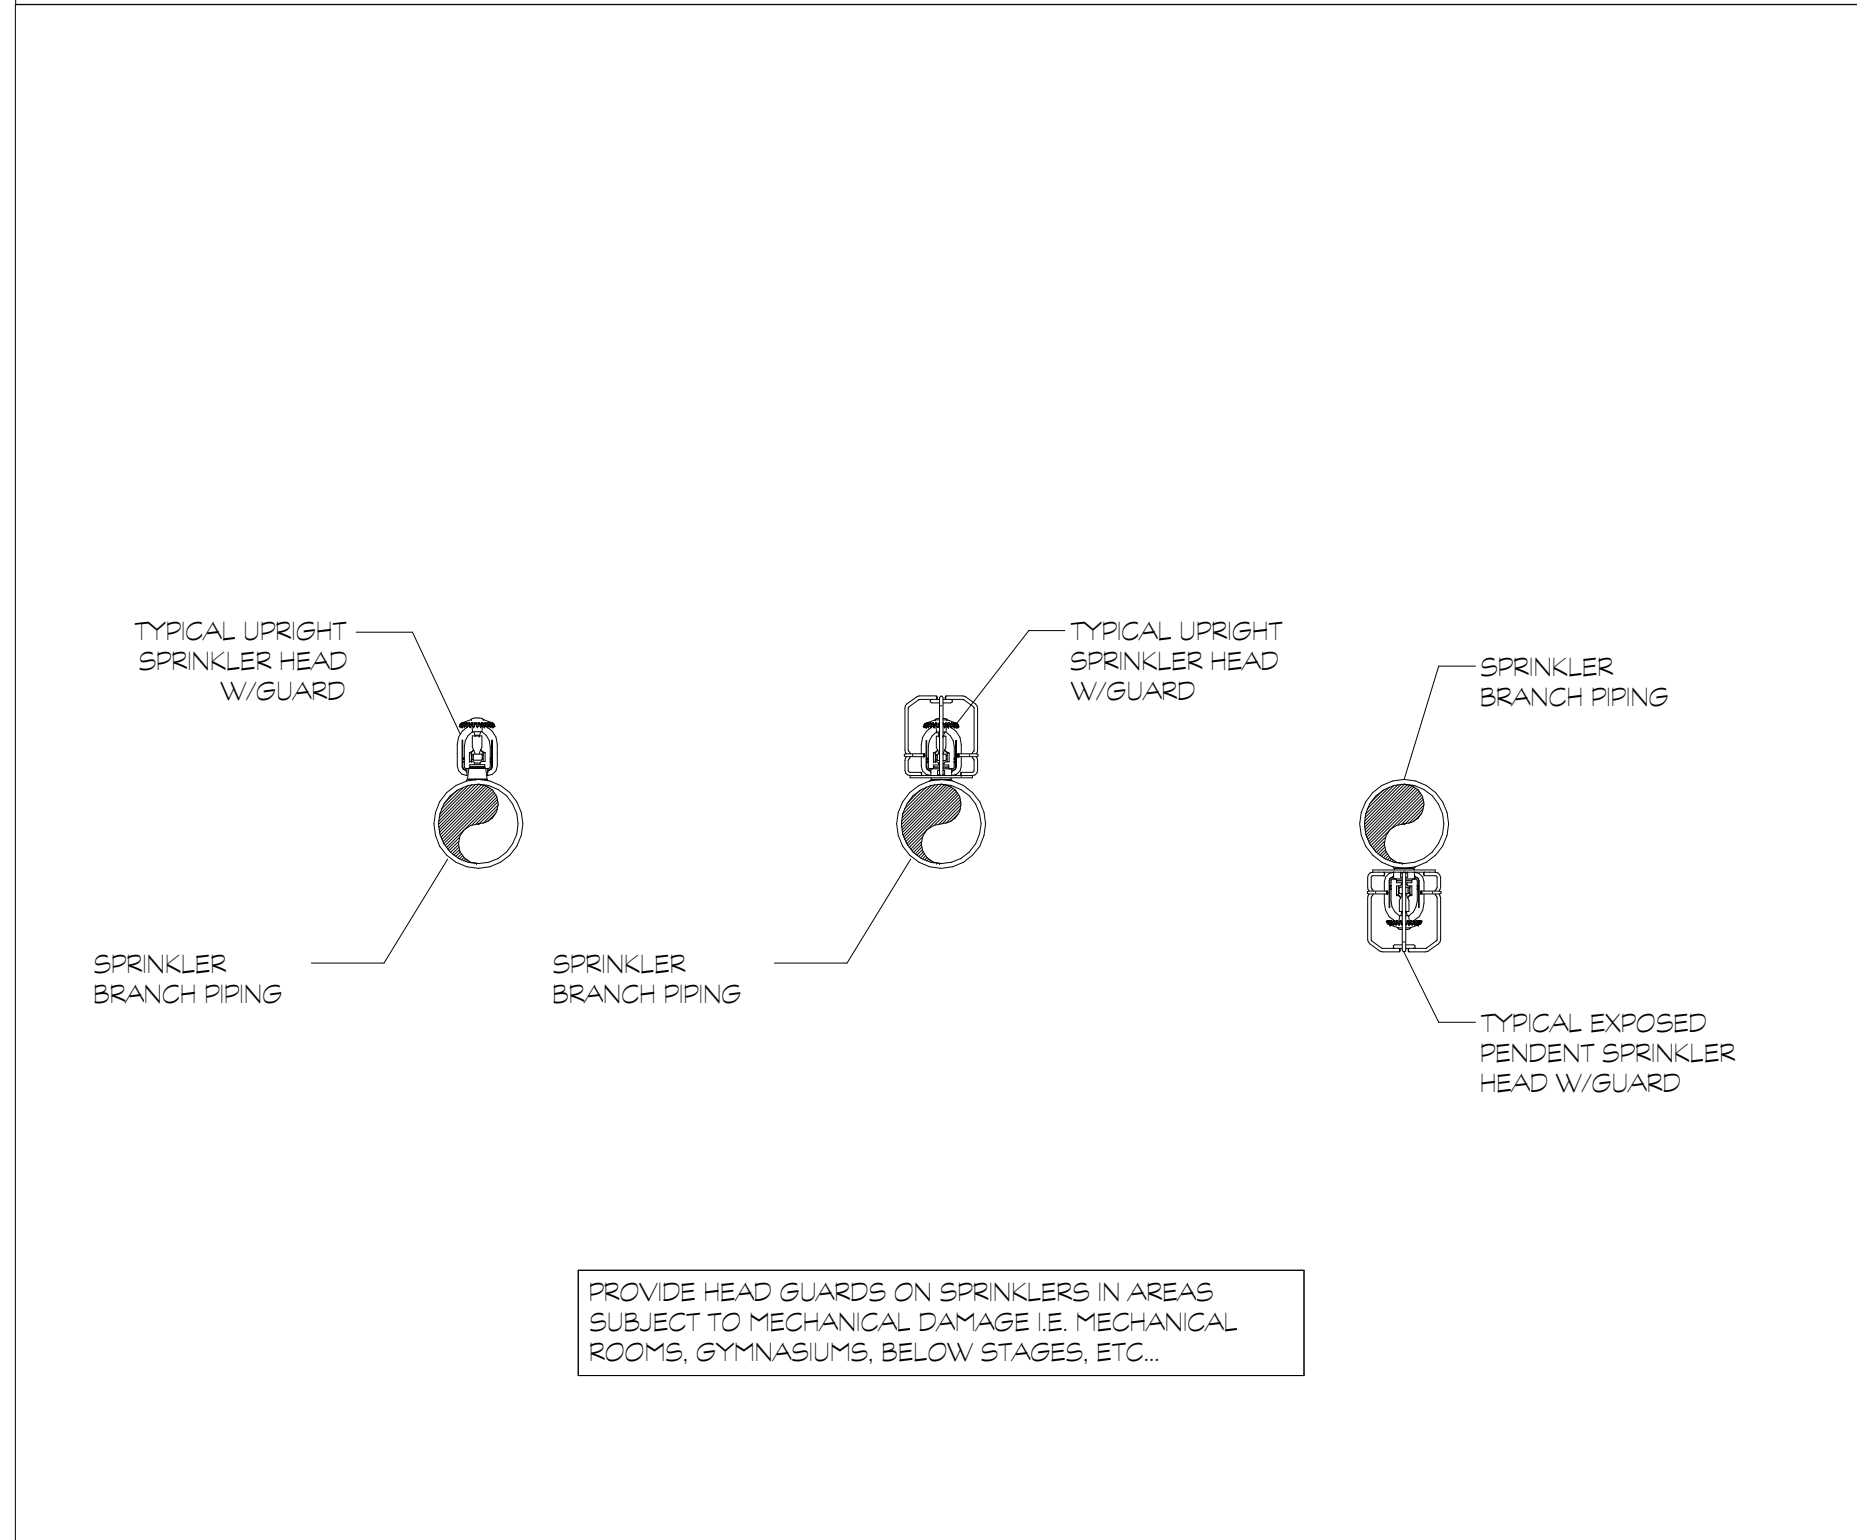 TYPICAL UPRIGHT
SPRINKLER HEAD
W/GUARD
TYPICAL UPRIGHT
SPRINKLER HEAD
W/GUARD
SPRINKLER
BRANCH PIPING
SPRINKLER
BRANCH PIPING
SPRINKLER
BRANCH PIPING
TYPICAL EXPOSED
PENDENT SPRINKLER
HEAD W/GUARD
PROVIDE HEAD GUARDS ON SPRINKLERS IN AREAS
SUBJECT TO MECHANICAL DAMAGE I.E. MECHANICAL
ROOMS, GYMNASIUMS, BELOW STAGES, ETC...